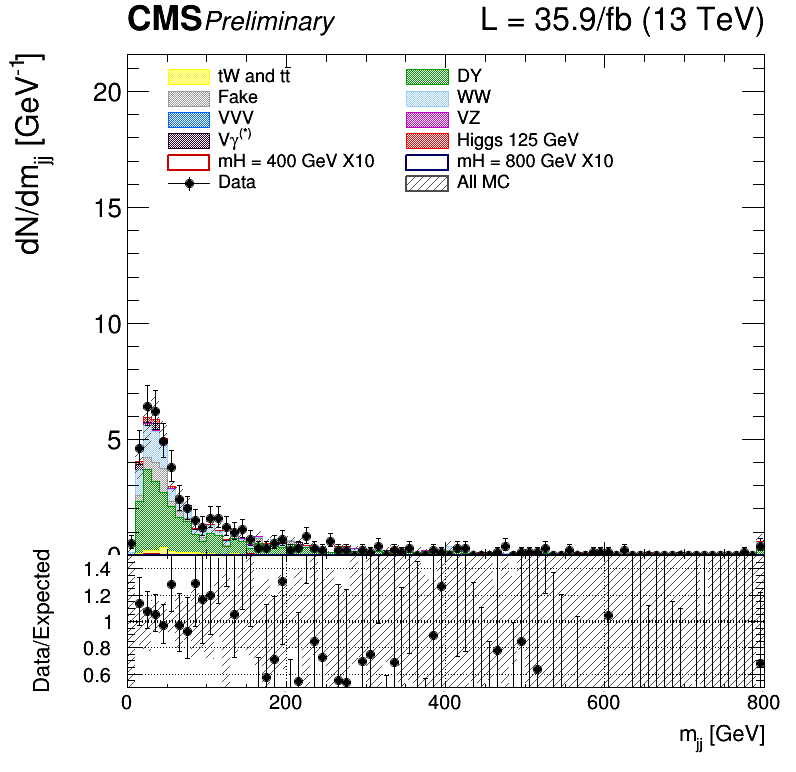 CMS Preliminary L = 35.9/fb (13 TeV)
dN/dm_jj [GeV⁻¹]
20
15
10
5
0
tW and tt
DY
Fake
WW
VVV
VZ
Vγ(*)
Higgs 125 GeV
mH = 400 GeV X10
mH = 800 GeV X10
Data
All MC
Data/Expected
1.4
1.2
1
0.8
0.6
0 200 400 600 800
m_jj [GeV]